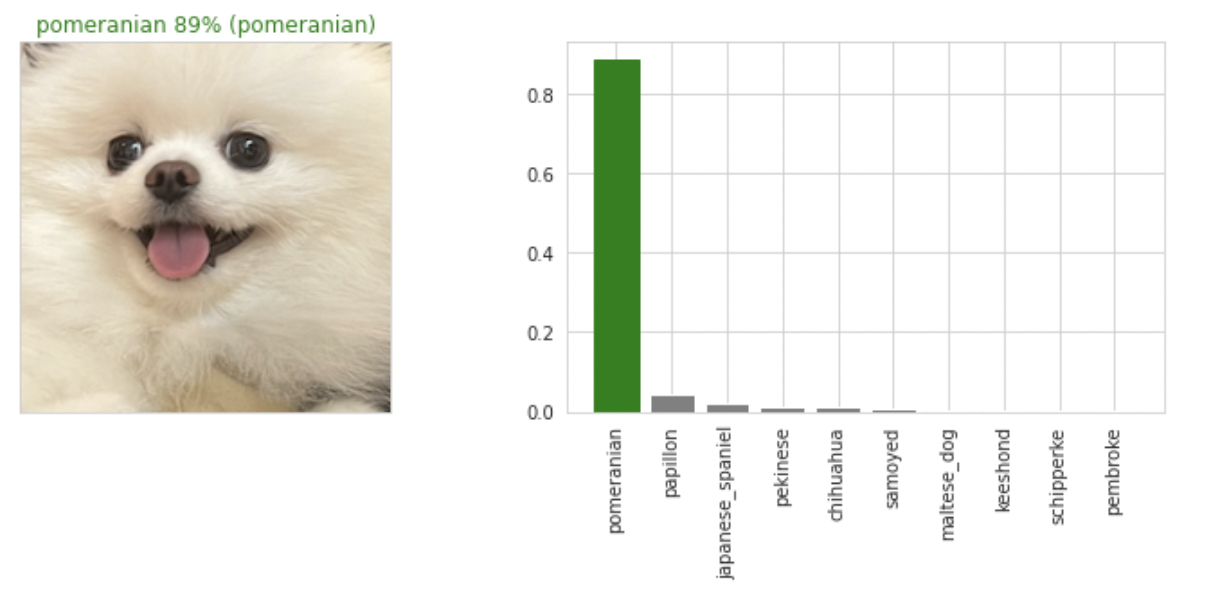 pomeranian 89% (pomeranian)
0.8
0.6
0.4
0.2
0.0
pomeranian
papillon
japanese_spaniel
pekinese
chihuahua
samoyed
maltese_dog
keeshond
schipperke
pembroke